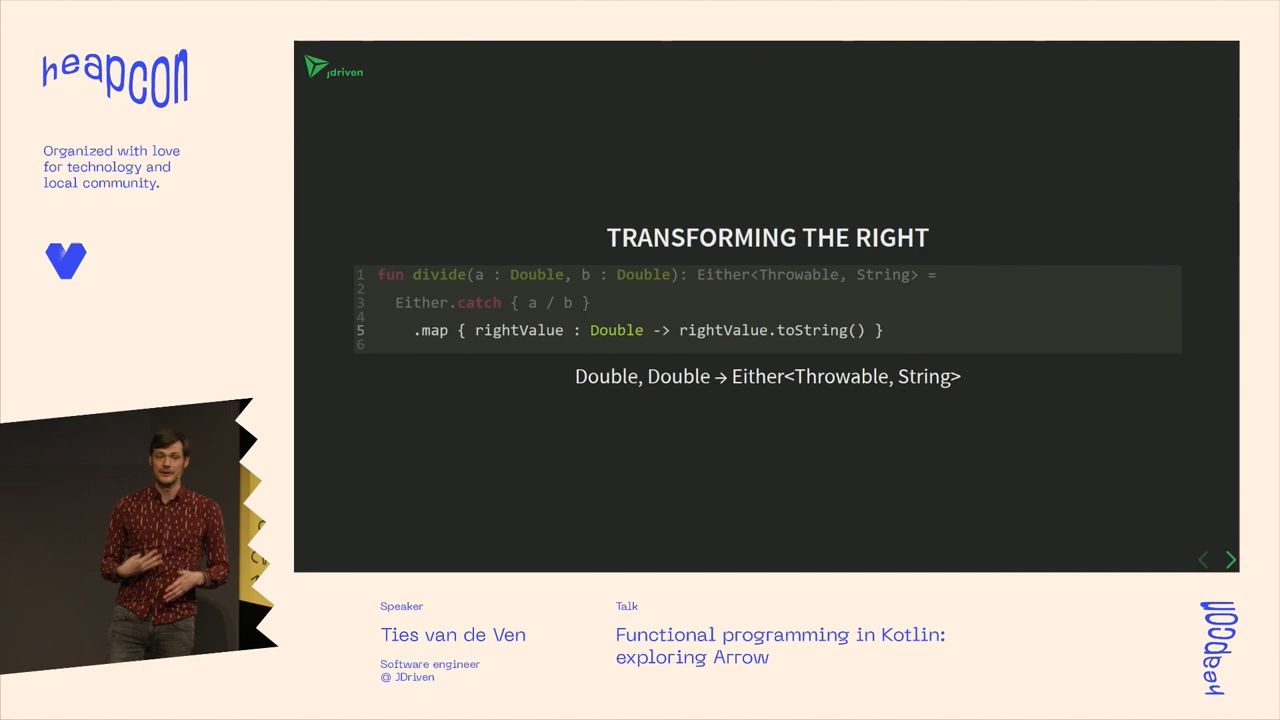 heapcon
Organized with love
for technology and
local community.
Jdriven
TRANSFORMING THE RIGHT
1 fun divide(a : Double, b : Double): Either<Throwable, String> =
2
3 Either.catch { a / b }
4
5 .map { rightValue : Double -> rightValue.toString() }
6
Double, Double → Either<Throwable, String>
Speaker
Ties van de Ven
Software engineer
@ JDriven
Talk
Functional programming in Kotlin:
exploring Arrow
heapcon